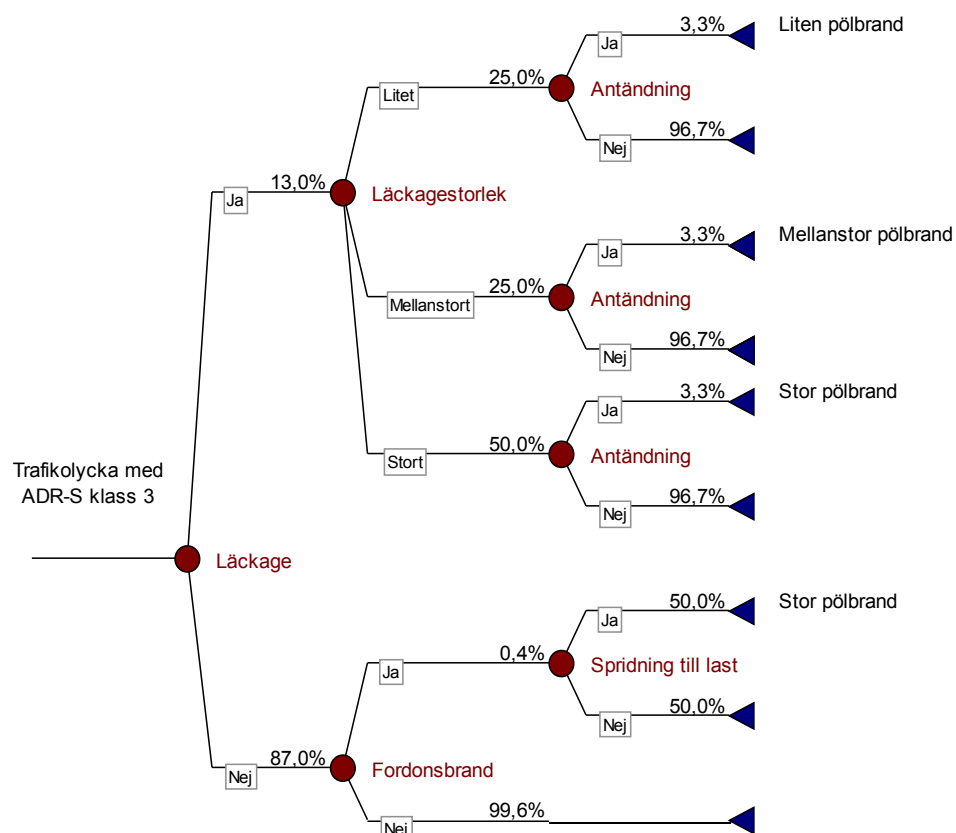 3,3%
Liten pölbrand
Ja
25,0%
Litet
Antändning
96,7%
Nej
13,0%
Ja
Läckagestorlek
3,3%
Mellanstor pölbrand
Ja
25,0%
Mellanstort
Antändning
96,7%
Nej
3,3%
Stor pölbrand
Ja
50,0%
Stort
Antändning
96,7%
Nej
Trafikolycka med
ADR-S klass 3
Läckage
50,0%
Stor pölbrand
Ja
0,4%
Ja
Spridning till last
50,0%
Nej
87,0%
Nej
Fordonsbrand
99,6%
Nej